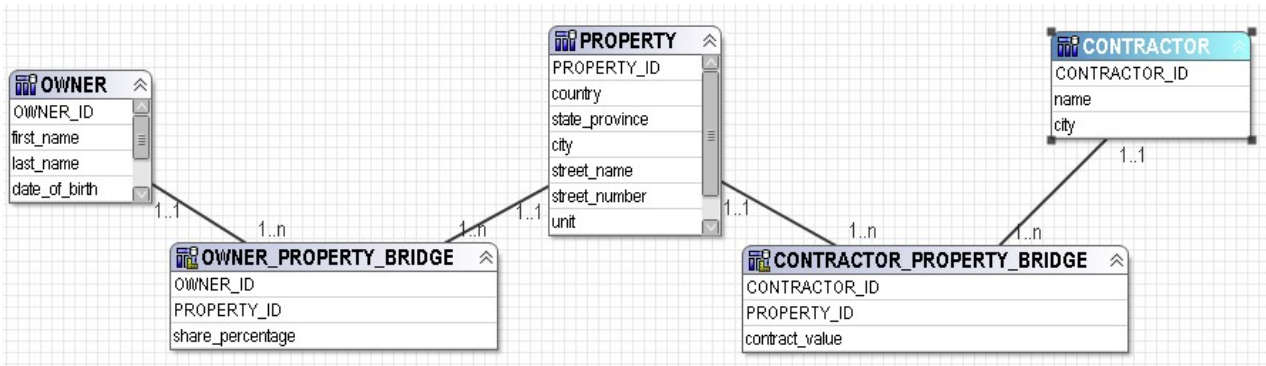 OWNER
OWNER_ID
first_name
last_name
date_of_birth
PROPERTY
PROPERTY_ID
country
state_province
city
street_name
street_number
unit
CONTRACTOR
CONTRACTOR_ID
name
city
1..1
1..n
1..n
1..1
1..1
1..n
1..n
1..1
OWNER_PROPERTY_BRIDGE
OWNER_ID
PROPERTY_ID
share_percentage
CONTRACTOR_PROPERTY_BRIDGE
CONTRACTOR_ID
PROPERTY_ID
contract_value